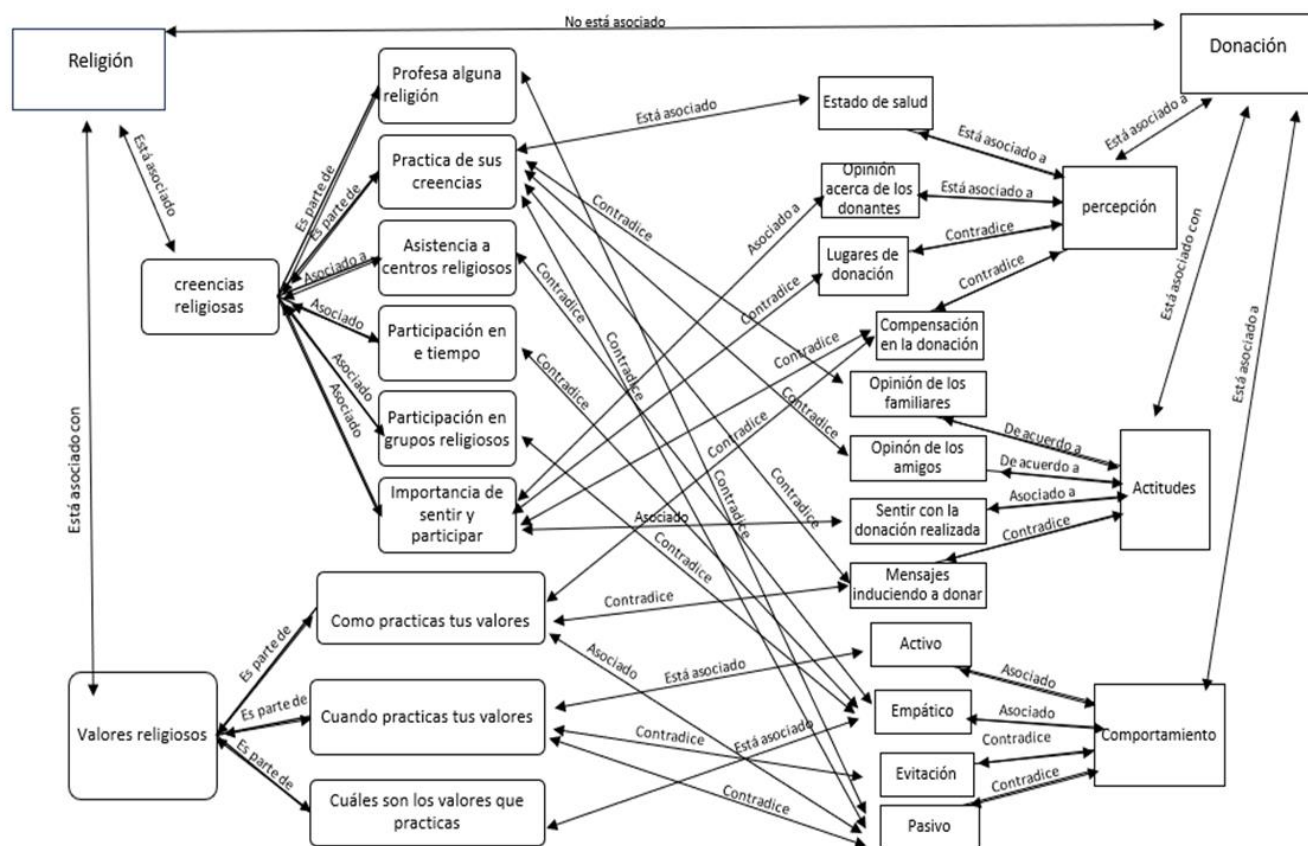 No está asociado
Religión
Donación
Profesa alguna
religión
Estado de salud
Está asociado
Está asociado a
Está asociado a
Está asociado
Practica de sus
creencias
Opinión
acerca de los
donantes
Está asociado a
percepción
Es parte de
Es parte de
Contradice
Asociado a
Asistencia a
centros religiosos
Lugares de
donación
Contradice
Asociado a
creencias
religiosas
Contradice
Contradice
Contradice
Está asociado con
Asociado
Participación en
e tiempo
Compensación
en la donación
Contradice
Contradice
Contradice
Está asociado a
Asociado
Asociado
Participación en
grupos religiosos
Opinión de los
familiares
De acuerdo a
Contradice
Contradice
Opinón de los
amigos
De acuerdo a
Actitudes
Está asociado con
Importancia de
sentir y
participar
Contradice
Contradice
Asociado
Sentir con la
donación realizada
Asociado a
Contradice
Contradice
Mensajes
induciendo a donar
Como practicas tus valores
Contradice
Es parte de
Asociado
Activo
Está asociado
Asociado
Valores religiosos
Es parte de
Cuando practicas tus valores
Empático
Asociado
Comportamiento
Contradice
Está asociado
Contradice
Es parte de
Evitación
Contradice
Cuáles son los valores que
practicas
Contradice
Pasivo